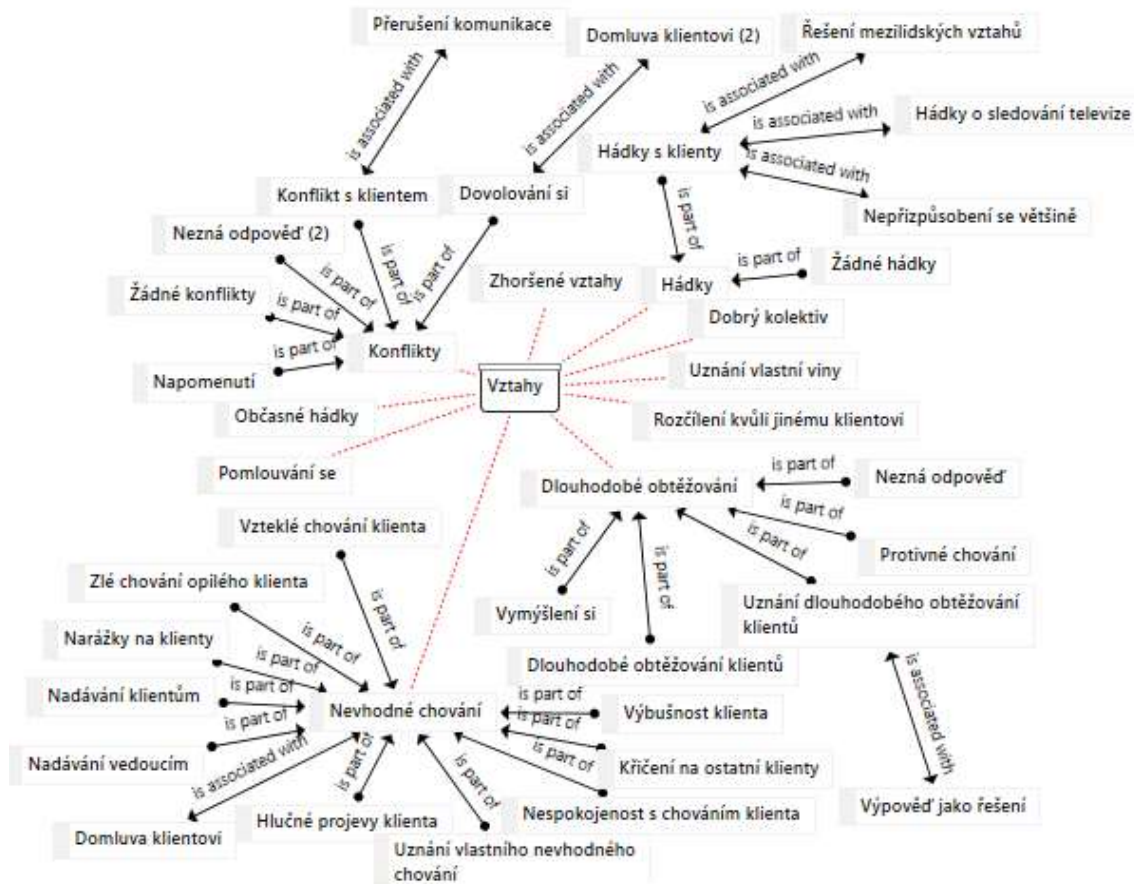 Přerušení komunikace
Domluva klientovi (2)
Řešení mezilidských vztahů
is associated with
is associated with
is associated with
Hádky o sledování televize
is associated with
Hádky s klienty
is associated with
Konflikt s klientem
Dovolování si
Nepřizpůsobení se většině
Nezná odpověď (2)
is part of
is part of
is part of
is part of
is part of
Žádné hádky
Žádné konflikty
is part of
Zhoršené vztahy
Hádky
is part of
Dobrý kolektiv
Konflikty
Napomenutí
Vztahy
Uznání vlastní viny
Občasné hádky
Rozčílení kvůli jinému klientovi
Pomlouvání se
Dlouhodobé obtěžování
is part of
Nezná odpověď
is part of
Vzteklé chování klienta
is part of
is part of
is part of
Protivné chování
Zlé chování opilého klienta
Vymýšlení si
Uznání dlouhodobého obtěžování
klientů
is part of
is part of
Narážky na klienty
is part of
Dlouhodobé obtěžování klientů
Nadávání klientům
is part of
Nevhodné chování
is part of
is part of
Výbušnost klienta
is part of
is part of
is associated with
Nadávání vedoucím
is associated with
is part of
is part of
Křičení na ostatní klienty
Domluva klientovi
Hlučné projevy klienta
Nespokojenost s chováním klienta
Výpověď jako řešení
Uznání vlastního nevhodného
chování